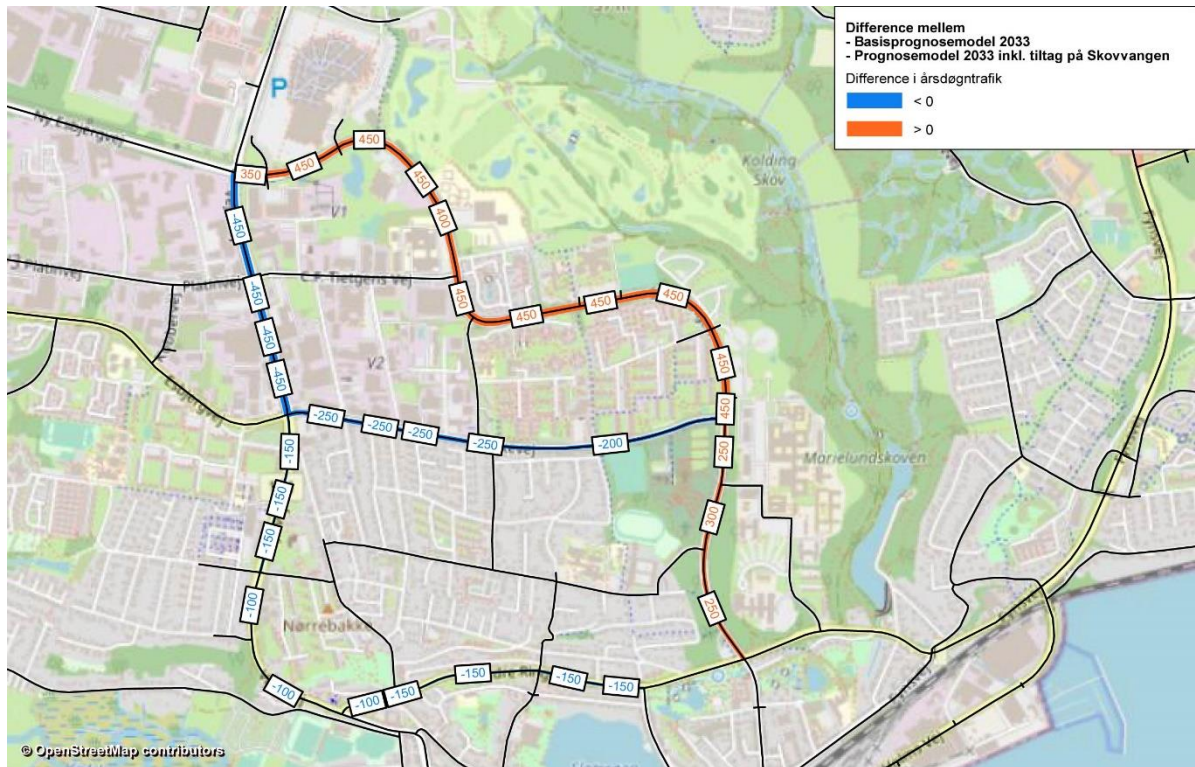 Difference mellem
- Basisprognosemodel 2033
- Prognosemodel 2033 inkl. tiltag på Skovvangen
Difference i årsdøgntrafik
< 0
> 0
P
Kolding
Skov
350
450
450
450
400
450
450
450
450
450
450
250
300
250
-450
-450
-450
-450
V1
Platinvej
C.F. Tietgens Vej
V2
-250
-250
-250
-250
-200
-150
-150
-150
-100
-100
-100
-150
-150
-150
-150
Marielundskoven
Nørrebakke
© OpenStreetMap contributors